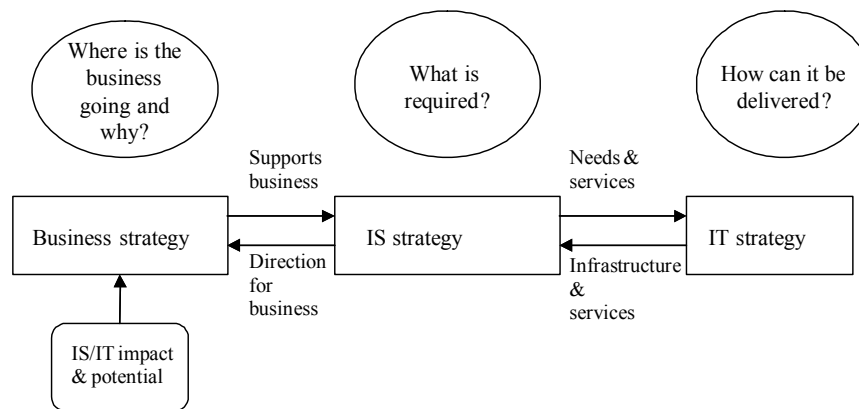 Where is the
business
going and
why?
What is
required?
How can it be
delivered?
Supports
business
Needs &
services
Business strategy
IS strategy
IT strategy
Direction
for
business
Infrastructure
&
services
IS/IT impact
& potential